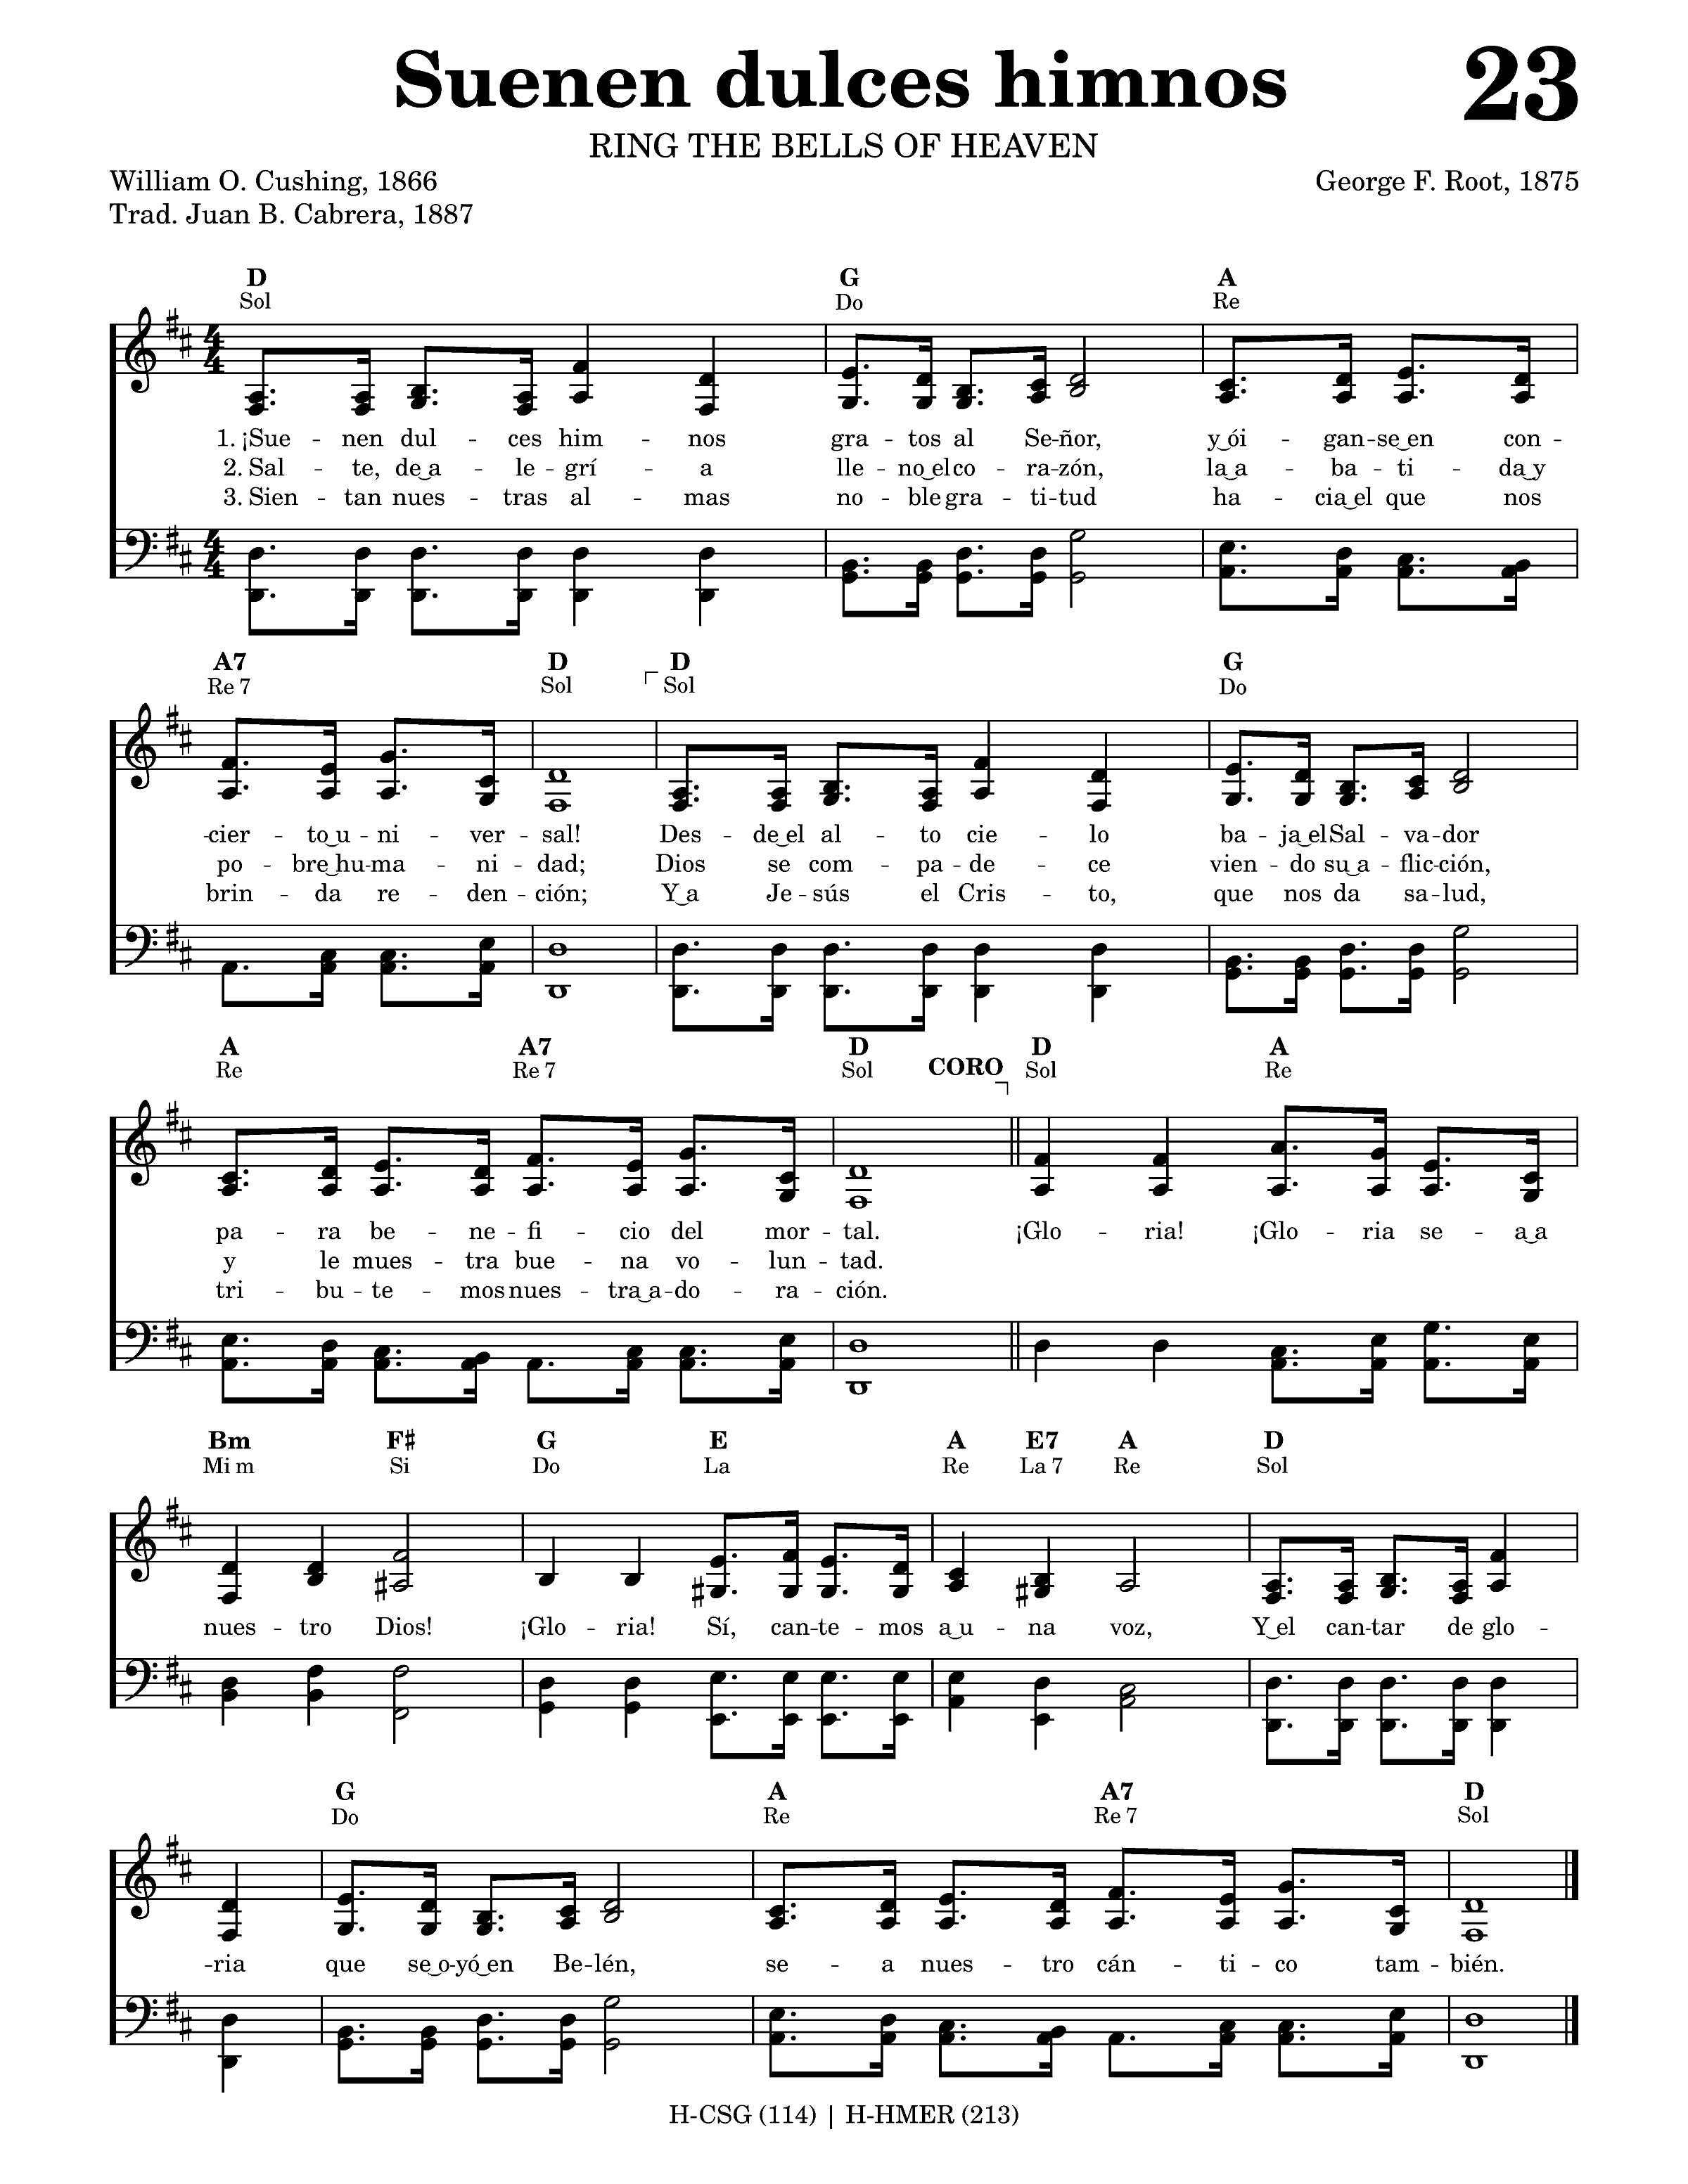 Suenen dulces himnos 23
RING THE BELLS OF HEAVEN
William O. Cushing, 1866 George F. Root, 1875
Trad. Juan B. Cabrera, 1887
D G A
Sol Do Re
4 4
1. ¡Sue -- nen dul -- ces him -- nos gra -- tos al Se -- ñor, y‿ói -- gan -- se‿en con --
2. Sal -- te, de‿a -- le -- grí -- a lle -- no‿el co -- ra -- zón, la‿a -- ba -- ti -- da‿y
3. Sien -- tan nues -- tras al -- mas no -- ble gra -- ti -- tud ha -- cia‿el que nos
4 4
A7 D D G
Re 7 Sol Sol Do
-- cier -- to‿u -- ni -- ver -- sal! Des -- de‿el al -- to cie -- lo ba -- ja‿el Sal -- va -- dor
po -- bre‿hu -- ma -- ni -- dad; Dios se com -- pa -- de -- ce vien -- do su‿a -- flic -- ción,
brin -- da re -- den -- ción; Y‿a Je -- sús el Cris -- to, que nos da sa -- lud,
A A7 D D A
Re Re 7 Sol CORO Sol Re
pa -- ra be -- ne -- fi -- cio del mor -- tal. ¡Glo -- ria! ¡Glo -- ria se -- a‿a
y le mues -- tra bue -- na vo -- lun -- tad.
tri -- bu -- te -- mos nues -- tra‿a -- do -- ra -- ción.
Bm F♯ G E A E7 A D
Mi m Si Do La Re La 7 Re Sol
nues -- tro Dios! ¡Glo -- ria! Sí, can -- te -- mos a‿u -- na voz, Y‿el can -- tar de glo --
G A A7 D
Do Re Re 7 Sol
-- ria que se‿o -- yó‿en Be -- lén, se -- a nues -- tro cán -- ti -- co tam -- bién.
H-CSG (114) | H-HMER (213)